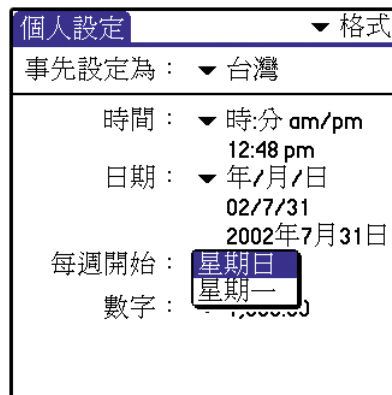 個人設定 ▼ 格式
事先設定為： ▼ 台灣
時間： ▼ 時:分 am/pm
12:48 pm
日期： ▼ 年/月/日
02/7/31
2002年7月31日
每週開始： 星期日
星期一
數字：